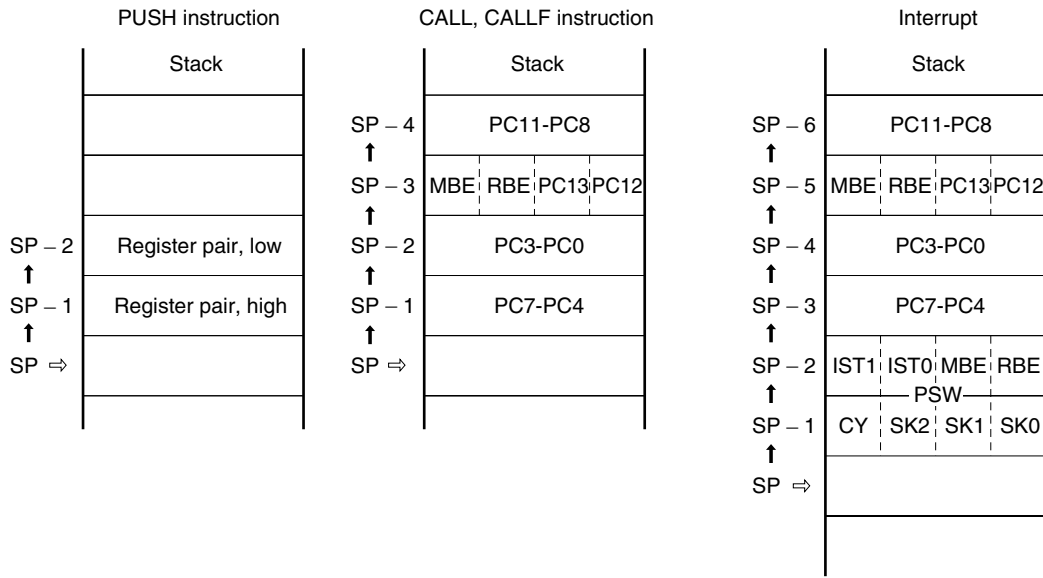 PUSH instruction
Stack
SP – 2 Register pair, low
SP – 1 Register pair, high
SP ⇨
CALL, CALLF instruction
Stack
SP – 4 PC11-PC8
SP – 3 MBE RBE PC13 PC12
SP – 2 PC3-PC0
SP – 1 PC7-PC4
SP ⇨
Interrupt
Stack
SP – 6 PC11-PC8
SP – 5 MBE RBE PC13 PC12
SP – 4 PC3-PC0
SP – 3 PC7-PC4
SP – 2 IST1 IST0 MBE RBE
PSW
SP – 1 CY SK2 SK1 SK0
SP ⇨